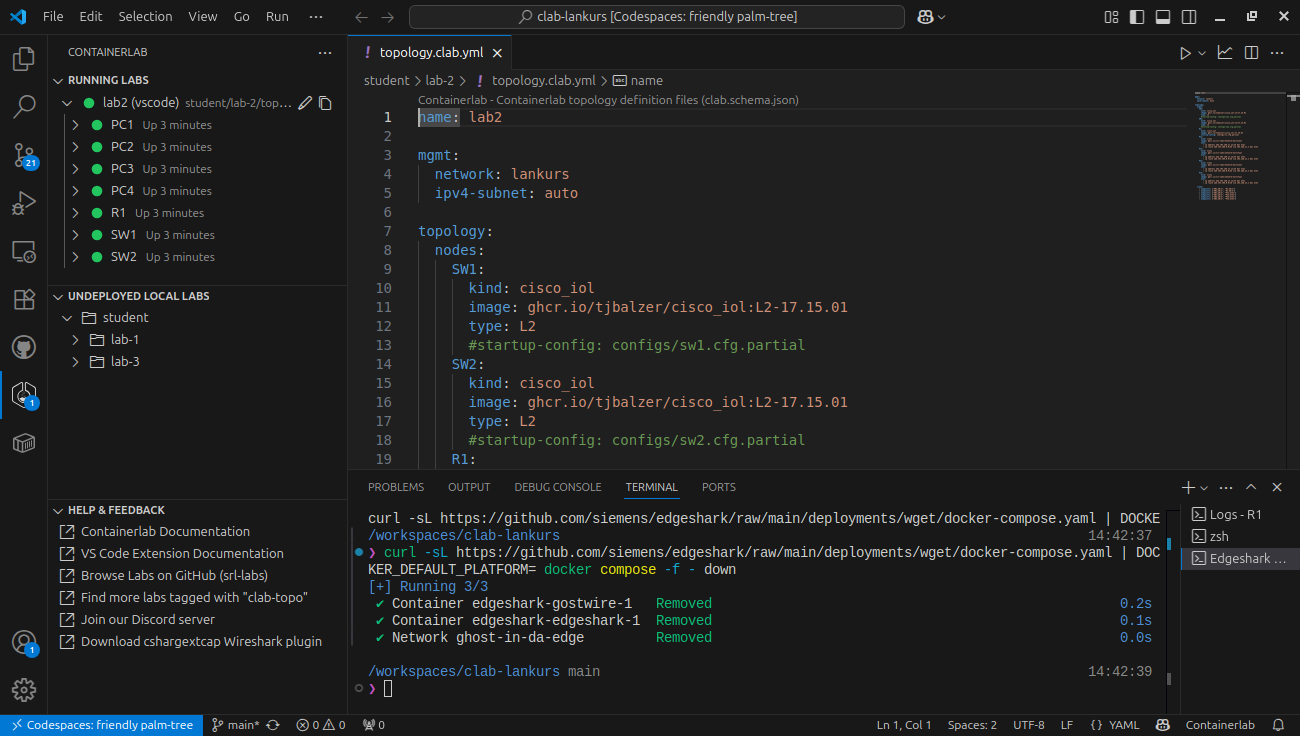 File Edit Selection View Go Run ··· clab-lankurs [Codespaces: friendly palm-tree]
CONTAINERLAB ···
RUNNING LABS
lab2 (vscode) student/lab-2/top...
PC1 Up 3 minutes
PC2 Up 3 minutes
PC3 Up 3 minutes
PC4 Up 3 minutes
R1 Up 3 minutes
SW1 Up 3 minutes
SW2 Up 3 minutes
UNDEPLOYED LOCAL LABS
student
lab-1
lab-3
HELP & FEEDBACK
Containerlab Documentation
VS Code Extension Documentation
Browse Labs on GitHub (srl-labs)
Find more labs tagged with "clab-topo"
Join our Discord server
Download cshargextcap Wireshark plugin
21
1
1
! topology.clab.yml
student > lab-2 > ! topology.clab.yml > abc name
Containerlab - Containerlab topology definition files (clab.schema.json)
1 name: lab2
2
3 mgmt:
4 network: lankurs
5 ipv4-subnet: auto
6
7 topology:
8 nodes:
9 SW1:
10 kind: cisco_iol
11 image: ghcr.io/tjbalzer/cisco_iol:L2-17.15.01
12 type: L2
13 #startup-config: configs/sw1.cfg.partial
14 SW2:
15 kind: cisco_iol
16 image: ghcr.io/tjbalzer/cisco_iol:L2-17.15.01
17 type: L2
18 #startup-config: configs/sw2.cfg.partial
19 R1:
PROBLEMS OUTPUT DEBUG CONSOLE TERMINAL PORTS
curl -sL https://github.com/siemens/edgeshark/raw/main/deployments/wget/docker-compose.yaml | DOCKE
/workspaces/clab-lankurs 14:42:37
❯ curl -sL https://github.com/siemens/edgeshark/raw/main/deployments/wget/docker-compose.yaml | DOC
KER_DEFAULT_PLATFORM= docker compose -f - down
[+] Running 3/3
✔ Container edgeshark-gostwire-1 Removed 0.2s
✔ Container edgeshark-edgeshark-1 Removed 0.1s
✔ Network ghost-in-da-edge Removed 0.0s
/workspaces/clab-lankurs main 14:42:39
❯
Logs - R1
zsh
Edgeshark ...
Codespaces: friendly palm-tree main* 0 0 0 Ln 1, Col 1 Spaces: 2 UTF-8 LF {} YAML Containerlab